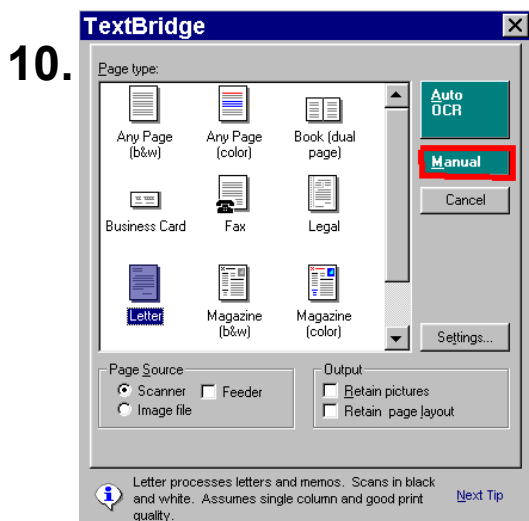 10.
TextBridge
Page type:
Any Page
(b&w)
Any Page
(color)
Book (dual
page)
Business Card
Fax
Legal
Letter
Magazine
(b&w)
Magazine
(color)
Auto
OCR
Manual
Cancel
Settings...
Page Source
Scanner
Feeder
Image file
Output
Retain pictures
Retain page layout
Letter processes letters and memos. Scans in black
and white. Assumes single column and good print
quality.
Next Tip